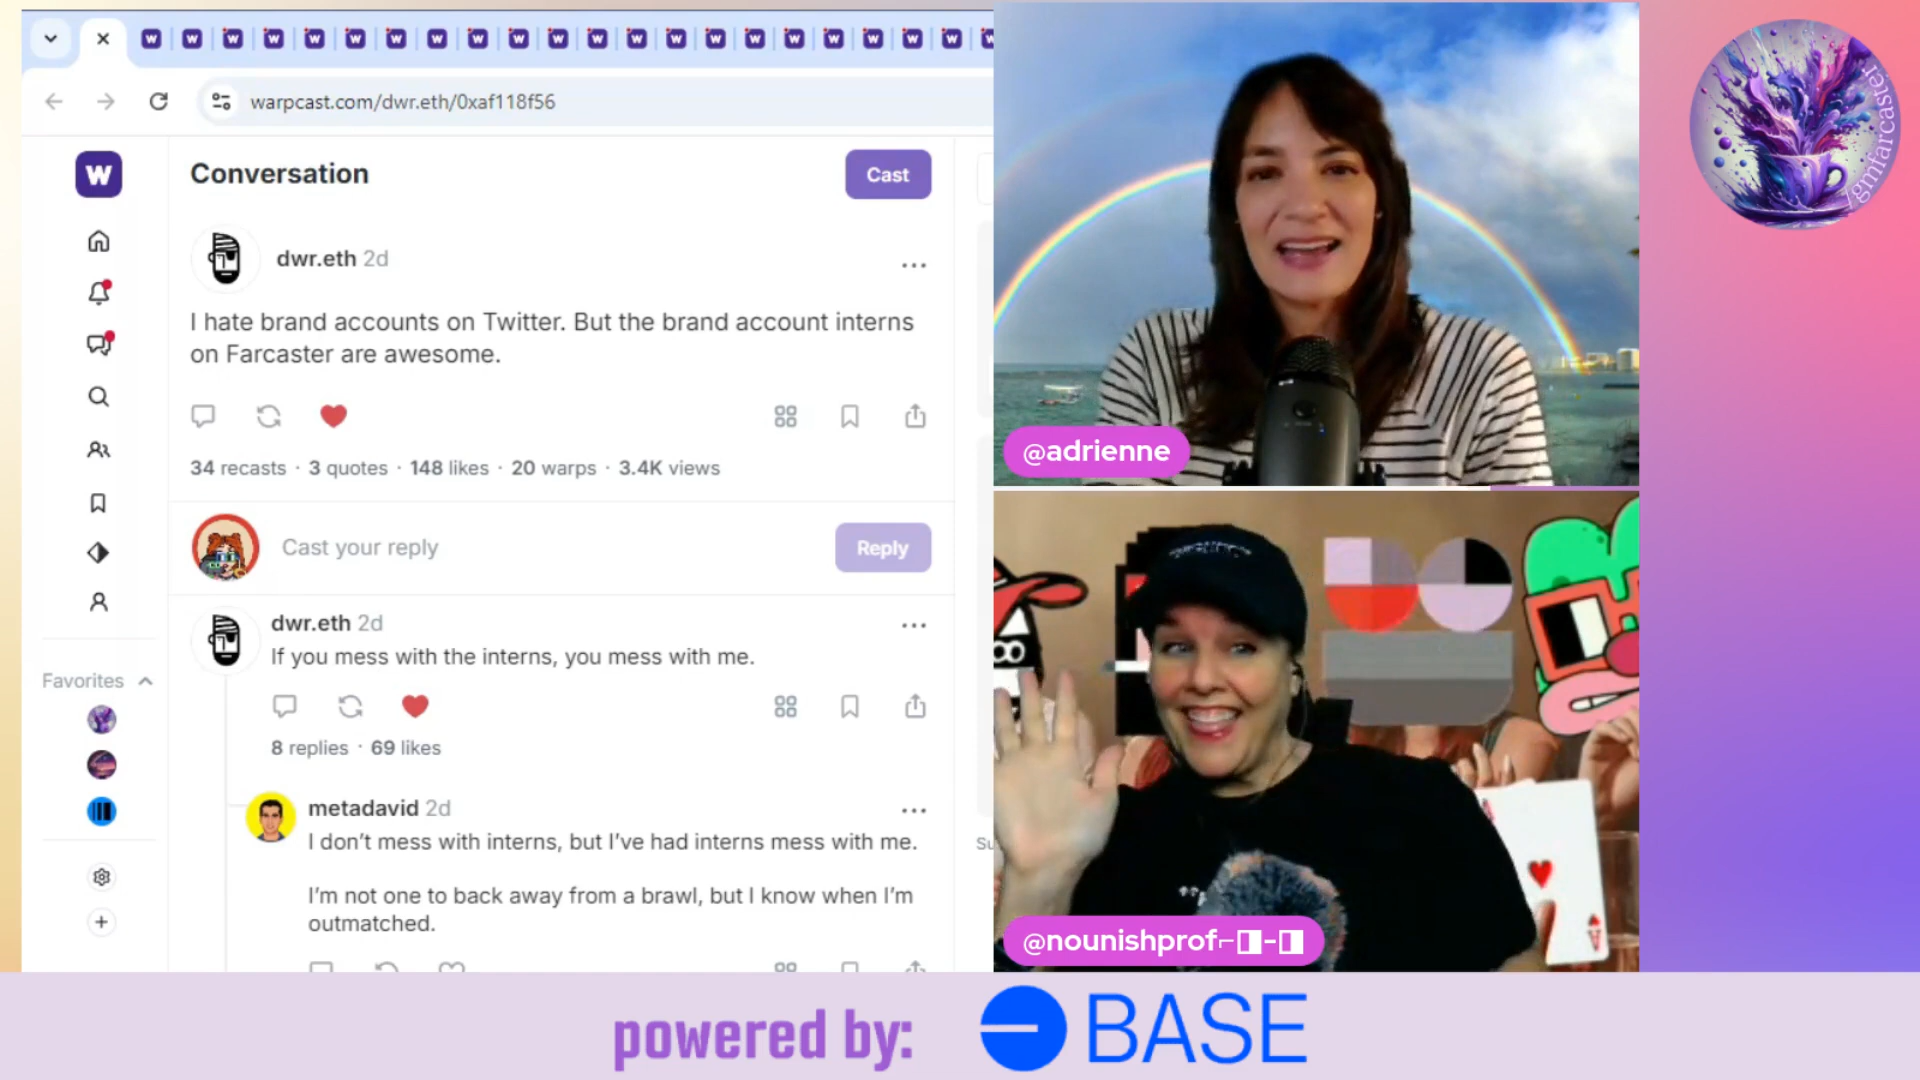 warpcast.com/dwr.eth/0xaf118f56
W
Conversation
Cast
dwr.eth 2d
I hate brand accounts on Twitter. But the brand account interns
on Farcaster are awesome.
34 recasts · 3 quotes · 148 likes · 20 warps · 3.4K views
Cast your reply
Reply
dwr.eth 2d
If you mess with the interns, you mess with me.
8 replies · 69 likes
metadavid 2d
I don't mess with interns, but I've had interns mess with me.
I'm not one to back away from a brawl, but I know when I'm
outmatched.
Favorites
Su
@adrienne
@nounishprof⌐◨-◨
A
/gmfarcaster
powered by:
BASE